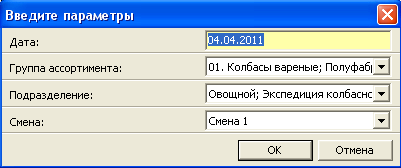 Введите параметры
Дата: 04.04.2011
Группа ассортимента: 01. Колбасы вареные; Полуфаб
Подразделение: Овощной; Экспедиция колбасно
Смена: Смена 1
OK Отмена